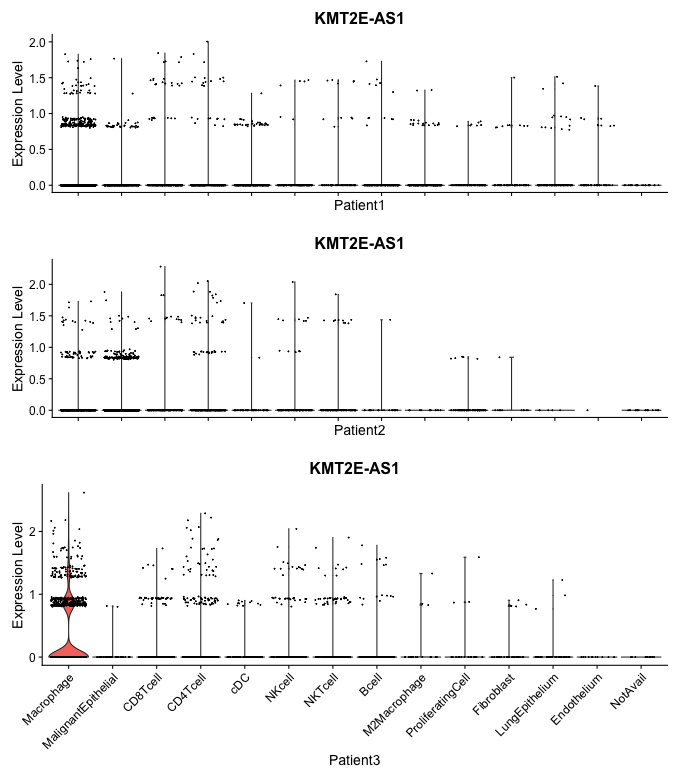 KMT2E-AS1
Expression Level
2.0
1.5
1.0
0.5
0.0
Patient1
KMT2E-AS1
Expression Level
2.0
1.5
1.0
0.5
0.0
Patient2
KMT2E-AS1
Expression Level
2
1
0
Macrophage
MalignantEpithelial
CD8Tcell
CD4Tcell
cDC
NKcell
NKTcell
Bcell
M2Macrophage
ProliferatingCell
Fibroblast
LungEpithelium
Endothelium
NotAvail
Patient3